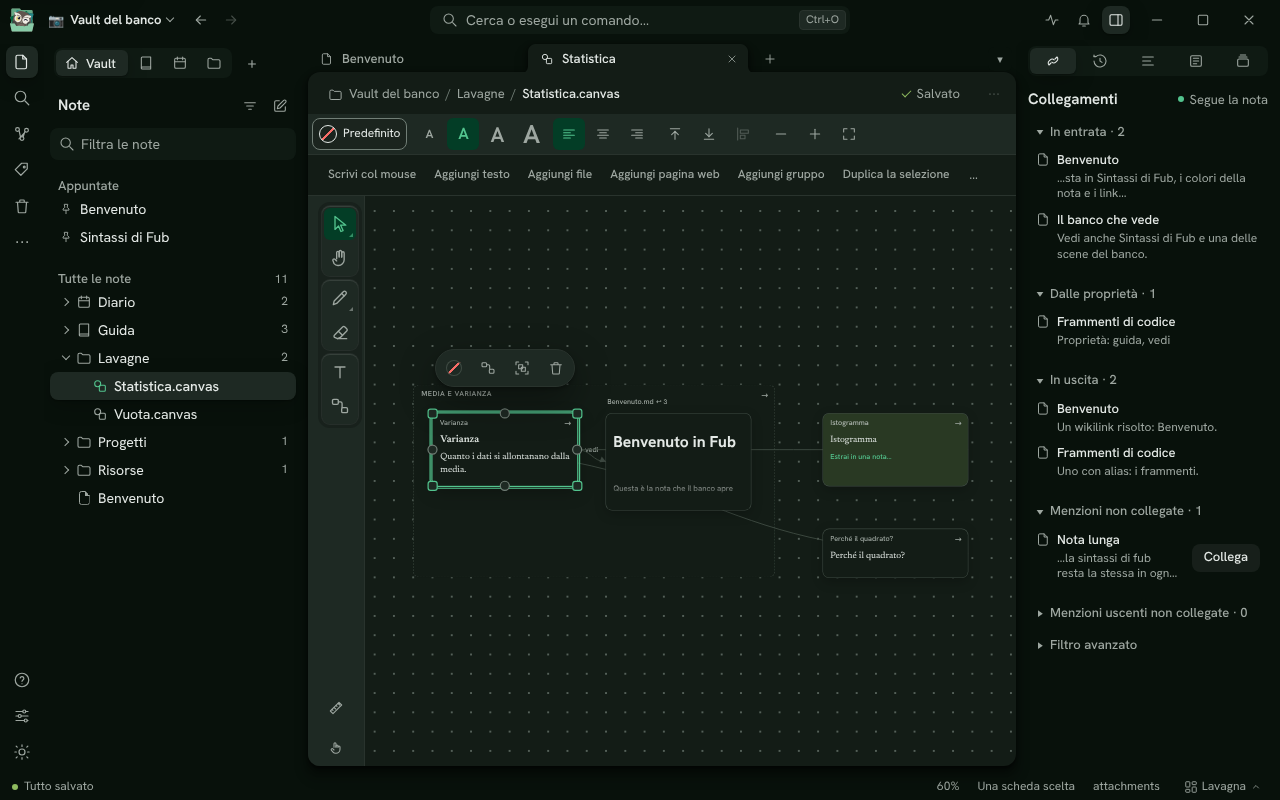 Vault del banco
Cerca o esegui un comando...
Ctrl+O
Vault
Benvenuto
Statistica
Note
Filtra le note
Appuntate
Benvenuto
Sintassi di Fub
Tutte le note 11
Diario 2
Guida 3
Lavagne 2
Statistica.canvas
Vuota.canvas
Progetti 1
Risorse 1
Benvenuto
Vault del banco / Lavagne / Statistica.canvas
Salvato
Predefinito
A A A A
Scrivi col mouse Aggiungi testo Aggiungi file Aggiungi pagina web Aggiungi gruppo Duplica la selezione ...
MEDIA E VARIANZA
Varianza →
Varianza
Quanto i dati si allontanano dalla
media.
vedi
Benvenuto.md ↩ 3 →
Benvenuto in Fub
Questa è la nota che Il banco apre
Istogramma →
Istogramma
Estrai in una nota...
Perché il quadrato? →
Perché il quadrato?
Collegamenti
Segue la nota
In entrata · 2
Benvenuto
...sta in Sintassi di Fub, i colori della
nota e i link...
Il banco che vede
Vedi anche Sintassi di Fub e una delle
scene del banco.
Dalle proprietà · 1
Frammenti di codice
Proprietà: guida, vedi
In uscita · 2
Benvenuto
Un wikilink risolto: Benvenuto.
Frammenti di codice
Uno con alias: i frammenti.
Menzioni non collegate · 1
Nota lunga
...la sintassi di fub
resta la stessa in ogn...
Collega
Menzioni uscenti non collegate · 0
Filtro avanzato
Tutto salvato
60% Una scheda scelta attachments Lavagna